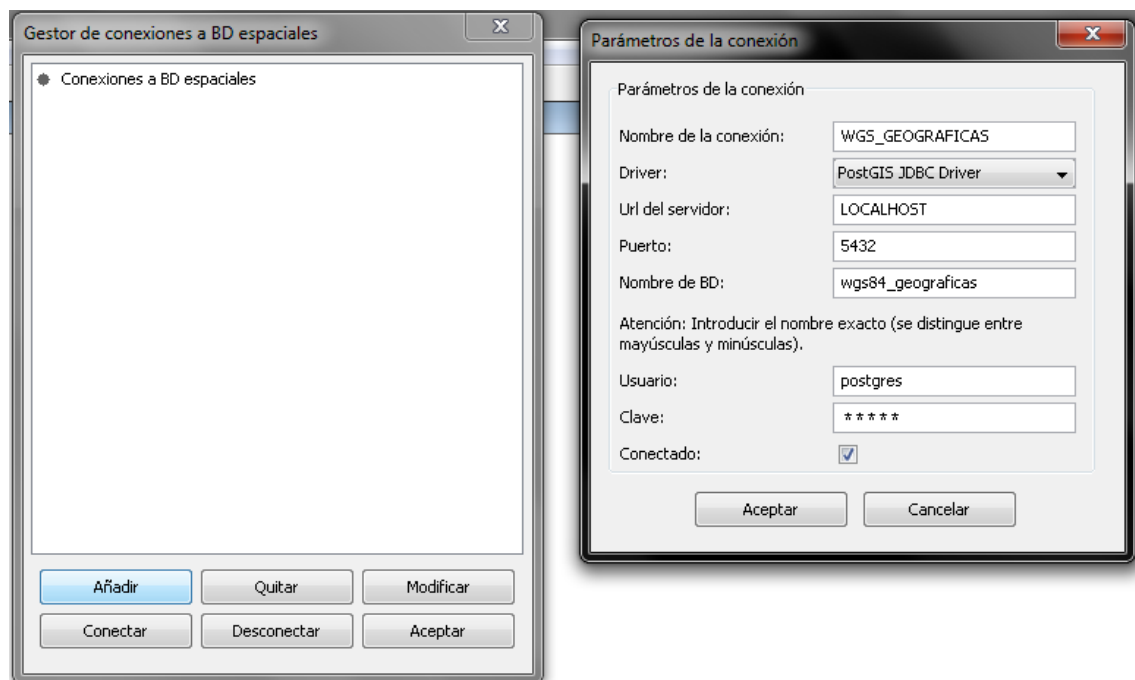 Gestor de conexiones a BD espaciales
Conexiones a BD espaciales
Añadir
Quitar
Modificar
Conectar
Desconectar
Aceptar
Parámetros de la conexión
Parámetros de la conexión
Nombre de la conexión: WGS_GEOGRAFICAS
Driver: PostGIS JDBC Driver
Url del servidor: LOCALHOST
Puerto: 5432
Nombre de BD: wgs84_geograficas
Atención: Introducir el nombre exacto (se distingue entre
mayúsculas y minúsculas).
Usuario: postgres
Clave: *****
Conectado:
Aceptar
Cancelar